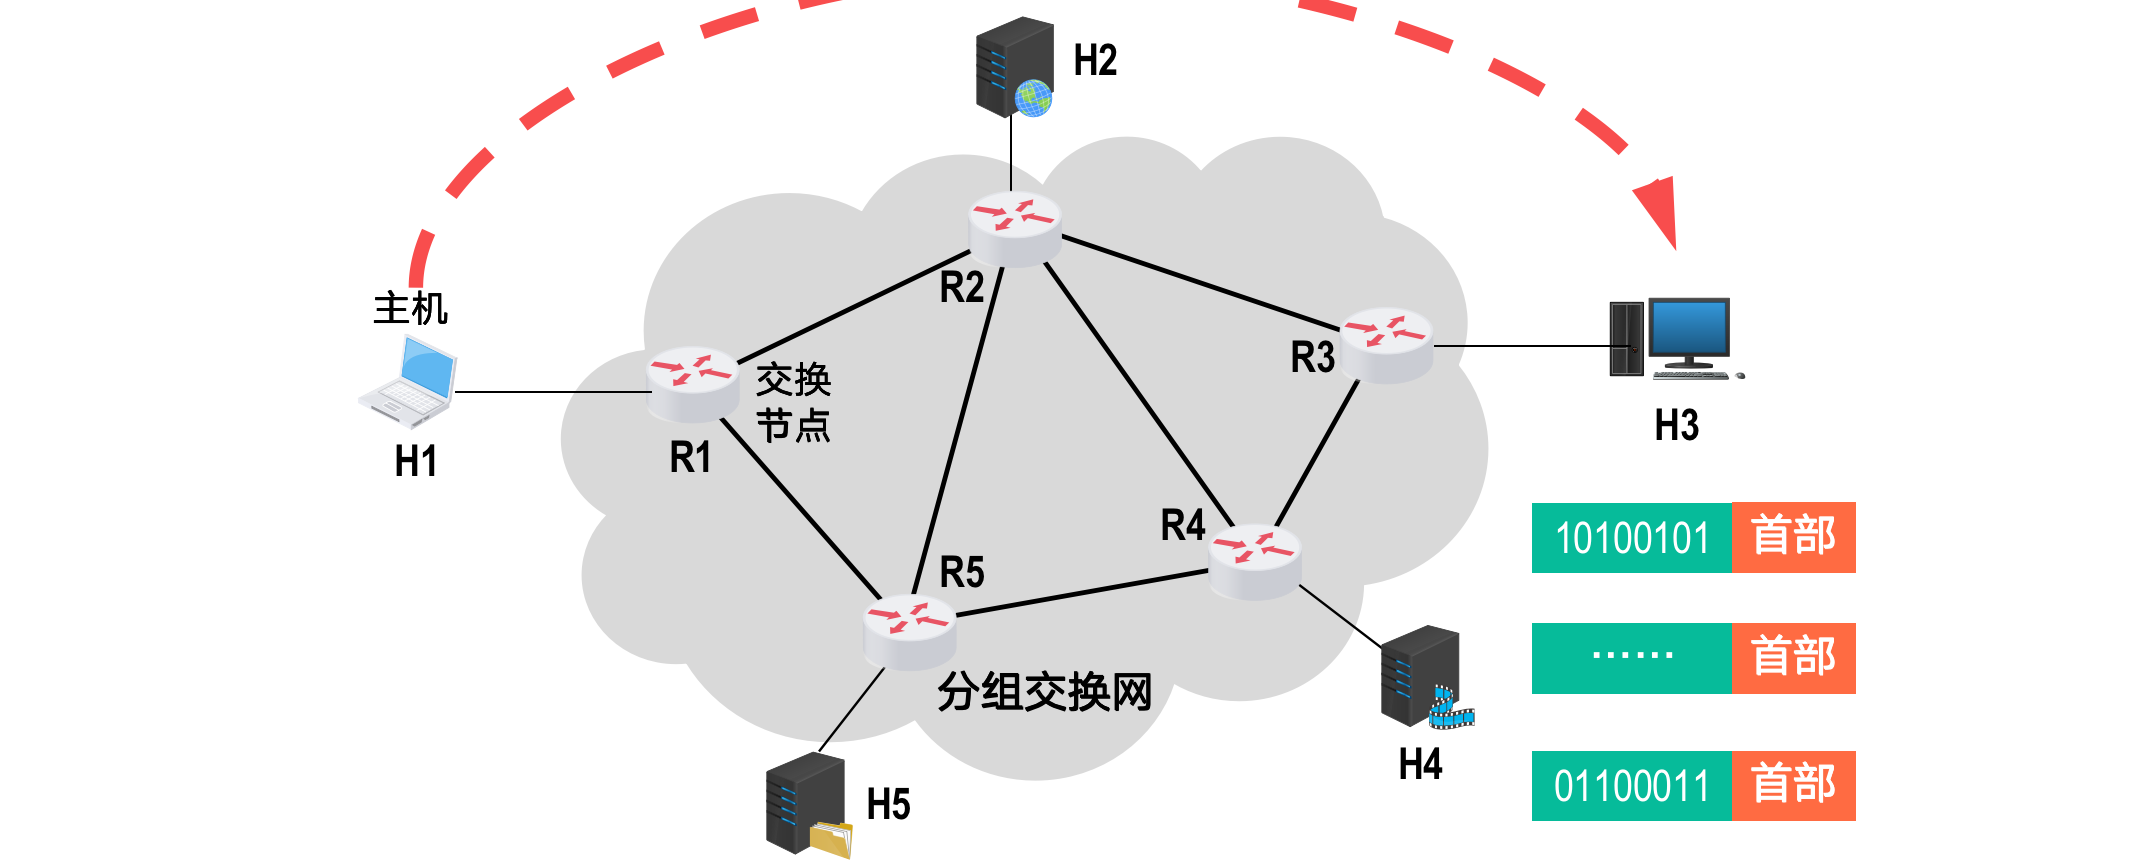 H2
主机
R2
R3
交换
节点
R1
H1
H3
R4
10100101 首部
R5
...... 首部
分组交换网
H4
01100011 首部
H5